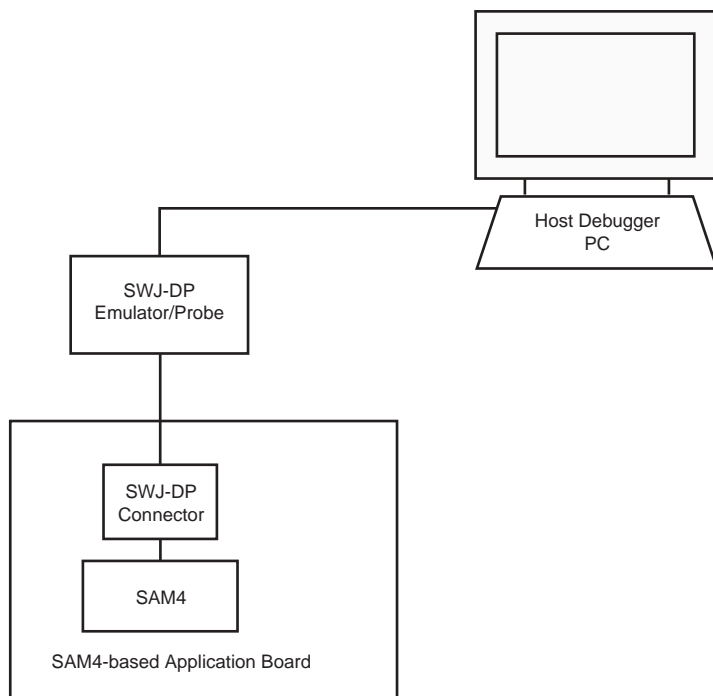 Host Debugger
PC
SWJ-DP
Emulator/Probe
SWJ-DP
Connector
SAM4
SAM4-based Application Board